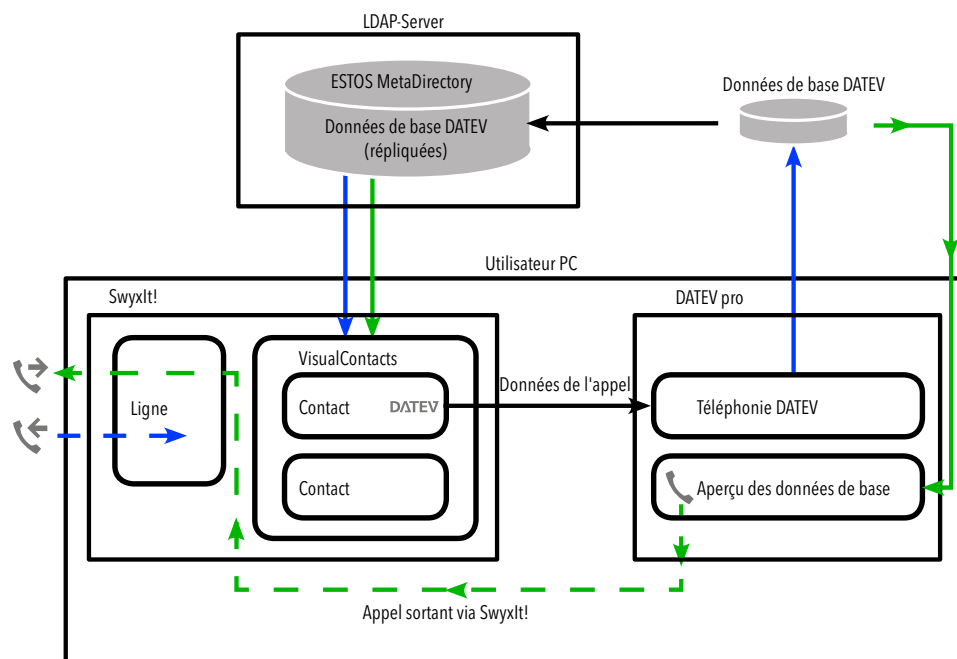 LDAP-Server
ESTOS MetaDirectory
Données de base DATEV
(répliquées)
Données de base DATEV
Utilisateur PC
SwyxIt!
DATEV pro
VisualContacts
Ligne
Contact
DATEV
Données de l'appel
Téléphonie DATEV
Contact
Aperçu des données de base
Appel sortant via SwyxIt!